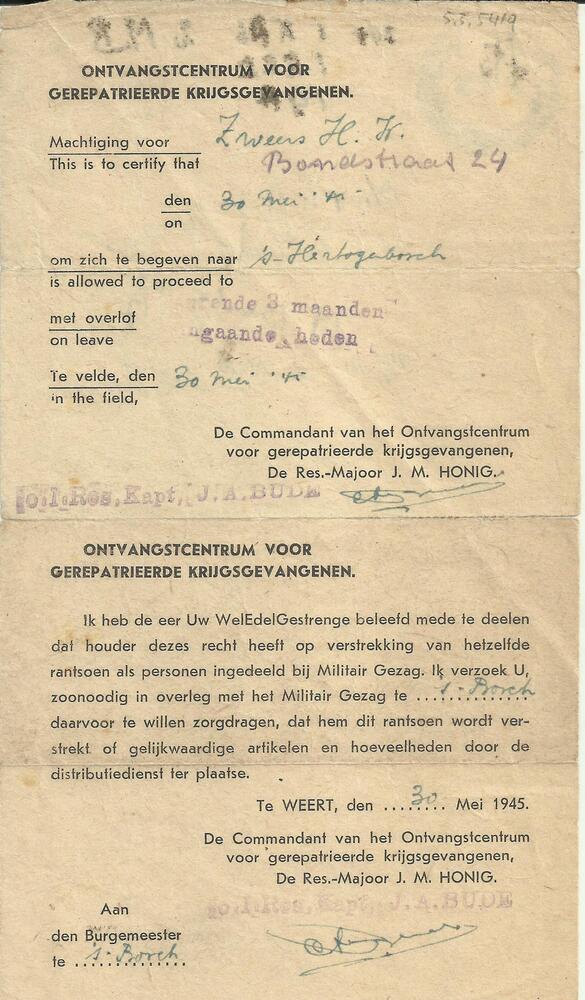 5.5.5419
ONTVANGSTCENTRUM VOOR
GEREPATRIEERDE KRIJGSGEVANGENEN.
Machtiging voor Zweers H. W.
This is to certify that Bondstraat 24
den 30 Mei '45
on
om zich te begeven naar 's-Hertogenbosch
is allowed to proceed to
met overlof rende 3 maanden
on leave ngaande heden
Te velde, den 30 Mei '45
in the field,
De Commandant van het Ontvangstcentrum
voor gerepatrieerde krijgsgevangenen,
De Res.-Majoor J. M. HONIG.
o.l.Res.Kapt, J.A.BUDE
ONTVANGSTCENTRUM VOOR
GEREPATRIEERDE KRIJGSGEVANGENEN.
Ik heb de eer Uw WelEdelGestrenge beleefd mede te deelen
dat houder dezes recht heeft op verstrekking van hetzelfde
rantsoen als personen ingedeeld bij Militair Gezag. Ik verzoek U,
zoonoodig in overleg met het Militair Gezag te 's-Bosch
daarvoor te willen zorgdragen, dat hem dit rantsoen wordt ver-
strekt of gelijkwaardige artikelen en hoeveelheden door de
distributiedienst ter plaatse.
Te WEERT, den ... 30 ... Mei 1945.
De Commandant van het Ontvangstcentrum
voor gerepatrieerde krijgsgevangenen,
De Res.-Majoor J. M. HONIG.
o.l.Res.Kapt, J.A.BUDE
Aan
den Burgemeester
te 's-Bosch